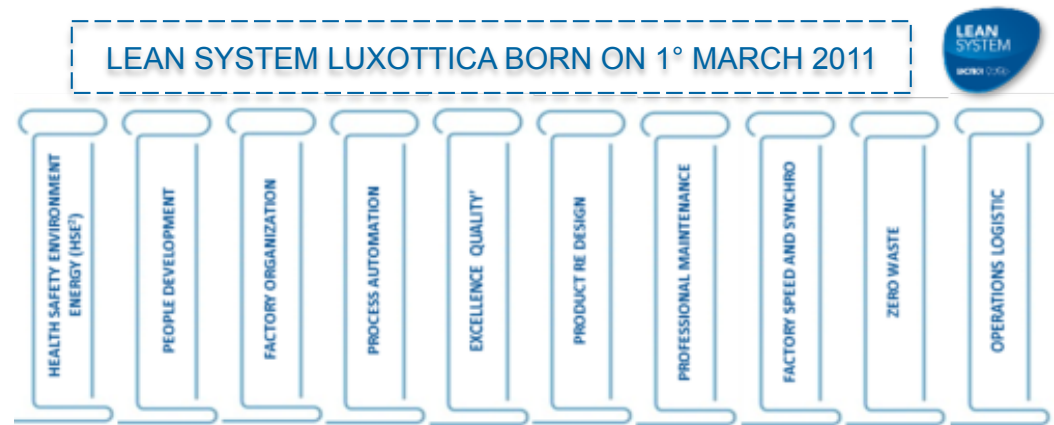 LEAN SYSTEM LUXOTTICA BORN ON 1° MARCH 2011
LEAN
SYSTEM
HEALTH SAFETY ENVIRONMENT
ENERGY (HSE²)
PEOPLE DEVELOPMENT
FACTORY ORGANIZATION
PROCESS AUTOMATION
EXCELLENCE QUALITY'
PRODUCT RE DESIGN
PROFESSIONAL MAINTENANCE
FACTORY SPEED AND SYNCHRO
ZERO WASTE
OPERATIONS LOGISTIC